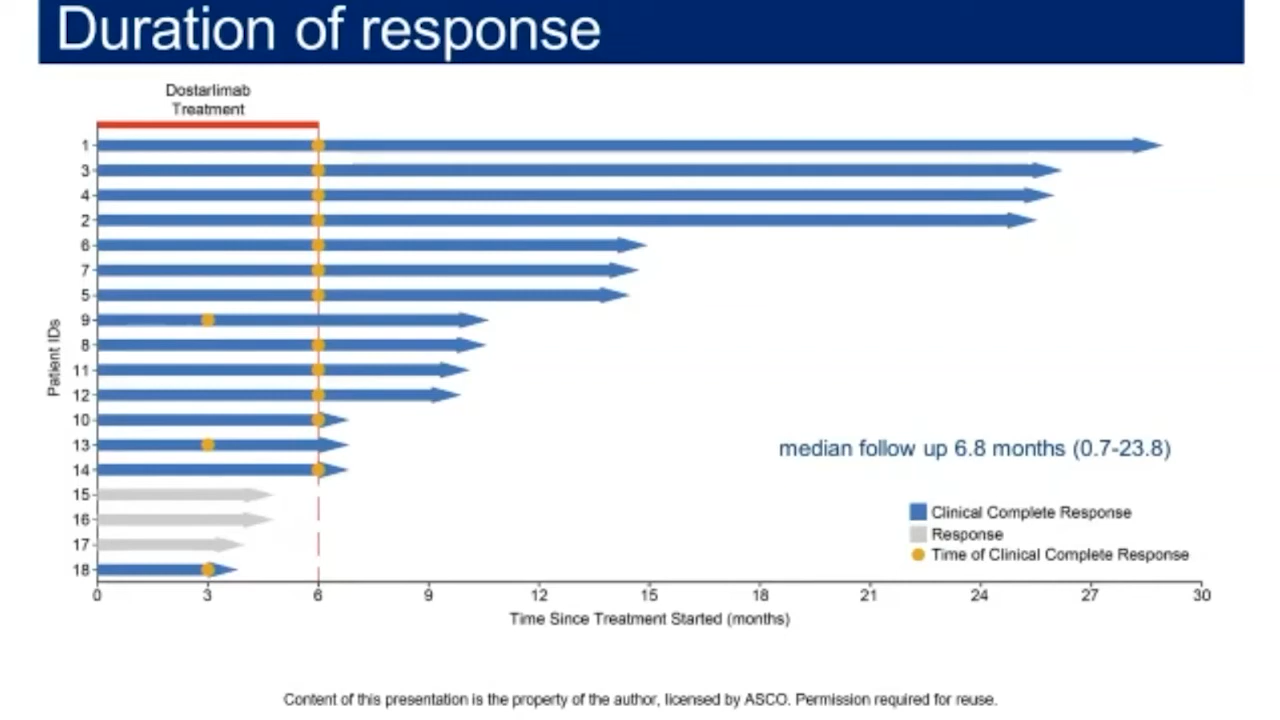 Duration of response
Dostarlimab
Treatment
Patient IDs
1
3
4
2
6
7
5
9
8
11
12
10
13
14
15
16
17
18
median follow up 6.8 months (0.7-23.8)
Clinical Complete Response
Response
Time of Clinical Complete Response
0 3 6 9 12 15 18 21 24 27 30
Time Since Treatment Started (months)
Content of this presentation is the property of the author, licensed by ASCO. Permission required for reuse.